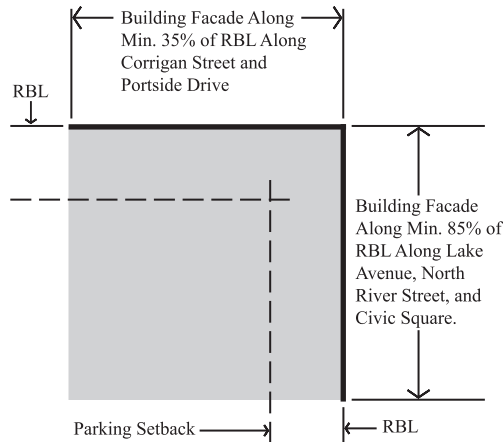 Building Facade Along
Min. 35% of RBL Along
Corrigan Street and
Portside Drive
RBL
Building Facade
Along Min. 85% of
RBL Along Lake
Avenue, North
River Street, and
Civic Square.
Parking Setback
RBL